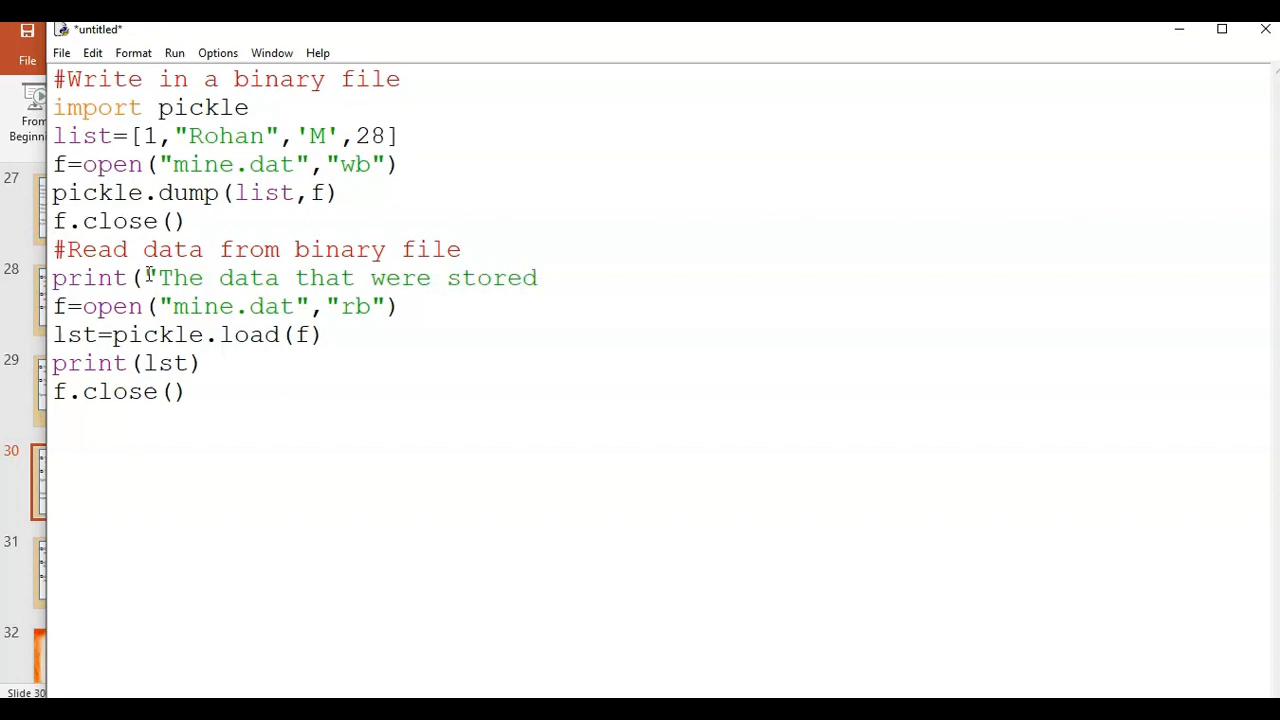 *untitled*
File Edit Format Run Options Window Help
File
From
Beginni
27
28
29
30
31
32
Slide 30
#Write in a binary file
import pickle
list=[1,"Rohan",'M',28]
f=open("mine.dat","wb")
pickle.dump(list,f)
f.close()
#Read data from binary file
print("The data that were stored
f=open("mine.dat","rb")
lst=pickle.load(f)
print(lst)
f.close()